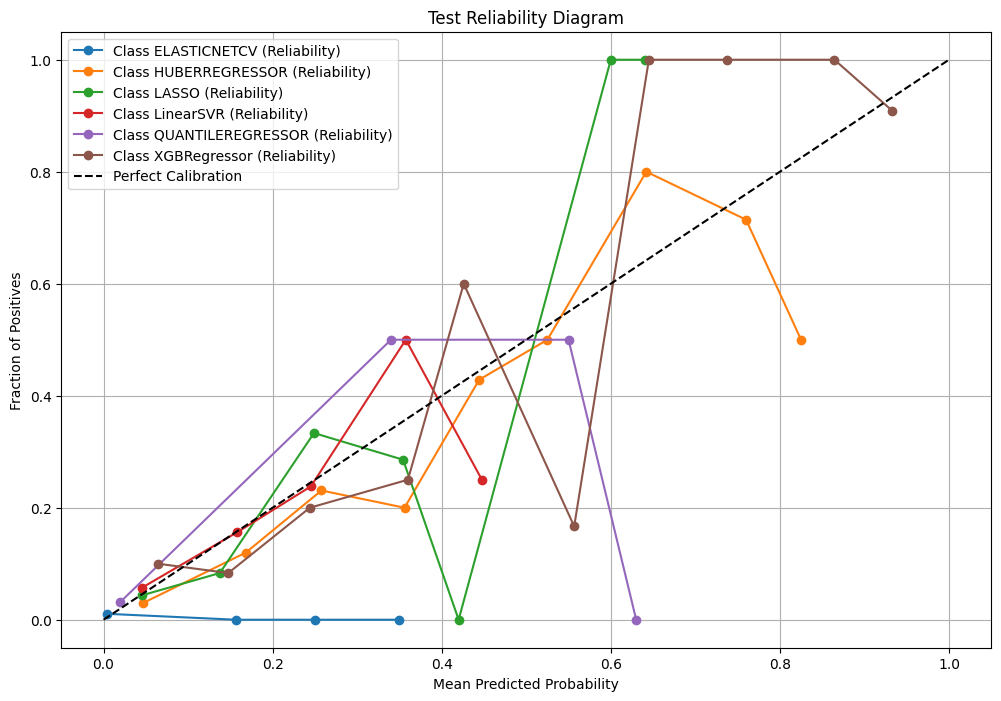 Test Reliability Diagram
Class ELASTICNETCV (Reliability)
Class HUBERREGRESSOR (Reliability)
Class LASSO (Reliability)
Class LinearSVR (Reliability)
Class QUANTILEREGRESSOR (Reliability)
Class XGBRegressor (Reliability)
Perfect Calibration
Fraction of Positives
1.0
0.8
0.6
0.4
0.2
0.0
0.0 0.2 0.4 0.6 0.8 1.0
Mean Predicted Probability